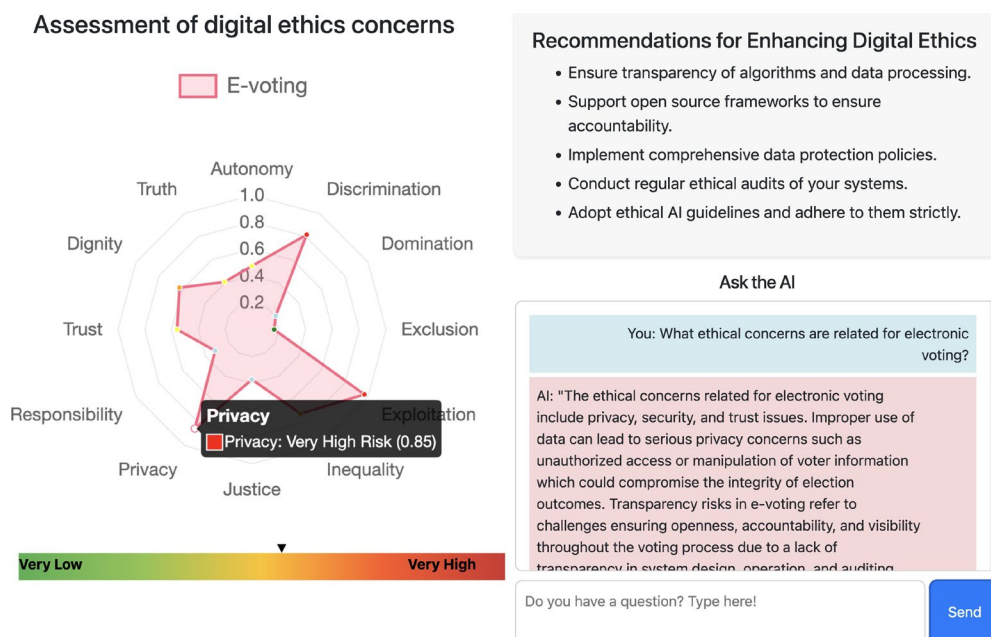 Assessment of digital ethics concerns
E-voting
Autonomy
Truth
Discrimination
1.0
0.8
Dignity
Domination
0.6
0.4
0.2
Trust
Exclusion
Responsibility
Exploitation
Privacy
Privacy: Very High Risk (0.85)
Privacy
Inequality
Justice
Very Low
Very High
Recommendations for Enhancing Digital Ethics
• Ensure transparency of algorithms and data processing.
• Support open source frameworks to ensure
accountability.
• Implement comprehensive data protection policies.
• Conduct regular ethical audits of your systems.
• Adopt ethical AI guidelines and adhere to them strictly.
Ask the AI
You: What ethical concerns are related for electronic
voting?
AI: "The ethical concerns related for electronic voting
include privacy, security, and trust issues. Improper use of
data can lead to serious privacy concerns such as
unauthorized access or manipulation of voter information
which could compromise the integrity of election
outcomes. Transparency risks in e-voting refer to
challenges ensuring openness, accountability, and visibility
throughout the voting process due to a lack of
transparency in system design, operation, and auditing
Do you have a question? Type here!
Send